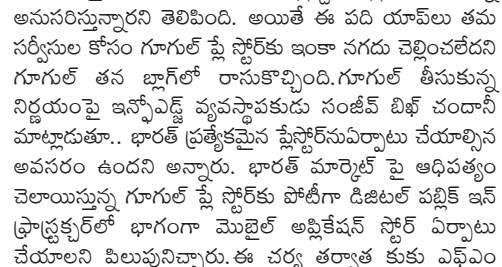 అనుసరిస్తున్నారని తెలిపింది. అయితే ఈ పది యాప్‌లు తమ
సర్వీసుల కోసం గూగుల్ ప్లే స్టోర్‌కు ఇంకా నగదు చెల్లించలేదని
గూగుల్ తన బ్లాగ్‌లో రాసుకొచ్చింది.గూగుల్ తీసుకున్న
నిర్ణయంపై ఇన్ఫోఎడ్జ్ వ్యవస్థాపకుడు సంజీవ్ బిఖ్ చందానీ
మాట్లాడుతూ.. భారత్ ప్రత్యేకమైన ప్లేస్టోర్‌నుఏర్పాటు చేయాల్సిన
అవసరం ఉందని అన్నారు. భారత్ మార్కెట్ పై ఆధిపత్యం
చెలాయిస్తున్న గూగుల్ ప్లే స్టోర్‌కు పోటీగా డిజిటల్ పబ్లిక్ ఇన్
ఫ్రాస్ట్రక్చర్‌లో భాగంగా మొబైల్ అప్లికేషన్ స్టోర్ ఏర్పాటు
చేయాలని పిలుపునిచ్చారు.ఈ చర్య తర్వాత కుకు ఎఫ్ఎం